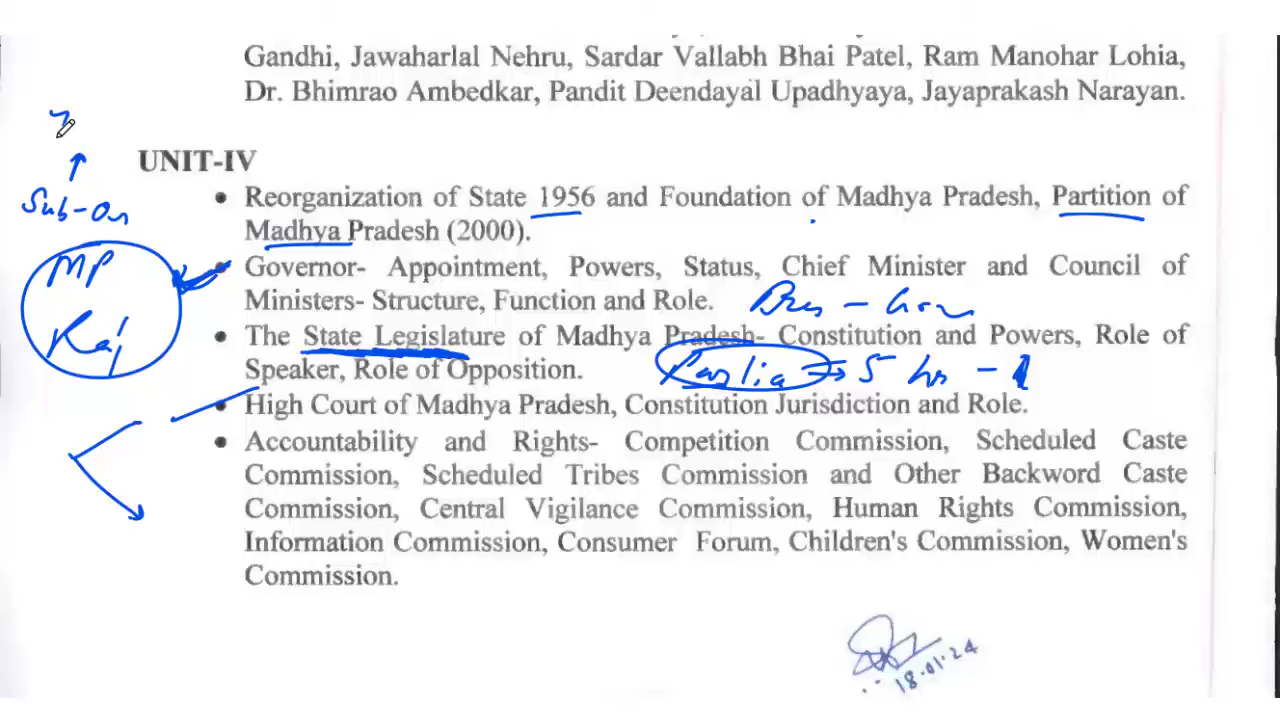 Gandhi, Jawaharlal Nehru, Sardar Vallabh Bhai Patel, Ram Manohar Lohia,
Dr. Bhimrao Ambedkar, Pandit Deendayal Upadhyaya, Jayaprakash Narayan.
UNIT-IV
• Reorganization of State 1956 and Foundation of Madhya Pradesh, Partition of
Madhya Pradesh (2000).
Sub-On
MP
Raj
• Governor- Appointment, Powers, Status, Chief Minister and Council of
Ministers- Structure, Function and Role.
• The State Legislature of Madhya Pradesh- Constitution and Powers, Role of
Speaker, Role of Opposition.
Parlia → 5 hr - 1
• High Court of Madhya Pradesh, Constitution Jurisdiction and Role.
• Accountability and Rights- Competition Commission, Scheduled Caste
Commission, Scheduled Tribes Commission and Other Backword Caste
Commission, Central Vigilance Commission, Human Rights Commission,
Information Commission, Consumer Forum, Children's Commission, Women's
Commission.
18.01.24